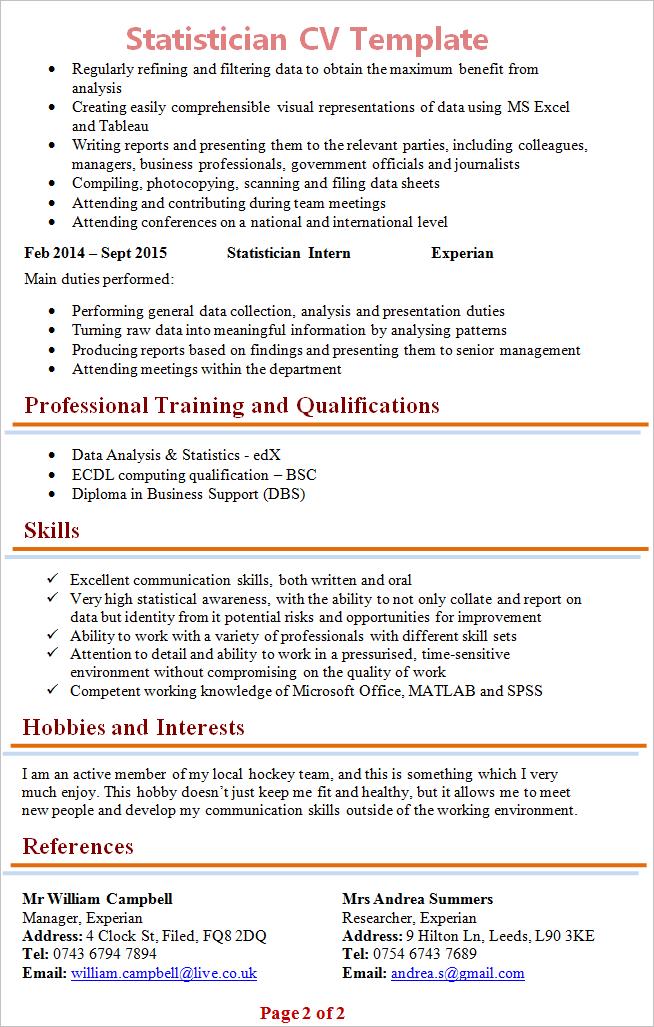 Statistician CV Template
• Regularly refining and filtering data to obtain the maximum benefit from
analysis
• Creating easily comprehensible visual representations of data using MS Excel
and Tableau
• Writing reports and presenting them to the relevant parties, including colleagues,
managers, business professionals, government officials and journalists
• Compiling, photocopying, scanning and filing data sheets
• Attending and contributing during team meetings
• Attending conferences on a national and international level
Feb 2014 – Sept 2015 Statistician Intern Experian
Main duties performed:
• Performing general data collection, analysis and presentation duties
• Turning raw data into meaningful information by analysing patterns
• Producing reports based on findings and presenting them to senior management
• Attending meetings within the department
Professional Training and Qualifications
• Data Analysis & Statistics - edX
• ECDL computing qualification – BSC
• Diploma in Business Support (DBS)
Skills
✓ Excellent communication skills, both written and oral
✓ Very high statistical awareness, with the ability to not only collate and report on
data but identity from it potential risks and opportunities for improvement
✓ Ability to work with a variety of professionals with different skill sets
✓ Attention to detail and ability to work in a pressurised, time-sensitive
environment without compromising on the quality of work
✓ Competent working knowledge of Microsoft Office, MATLAB and SPSS
Hobbies and Interests
I am an active member of my local hockey team, and this is something which I very
much enjoy. This hobby doesn’t just keep me fit and healthy, but it allows me to meet
new people and develop my communication skills outside of the working environment.
References
Mr William Campbell Mrs Andrea Summers
Manager, Experian Researcher, Experian
Address: 4 Clock St, Filed, FQ8 2DQ Address: 9 Hilton Ln, Leeds, L90 3KE
Tel: 0743 6794 7894 Tel: 0754 6743 7689
Email: william.campbell@live.co.uk Email: andrea.s@gmail.com
Page 2 of 2